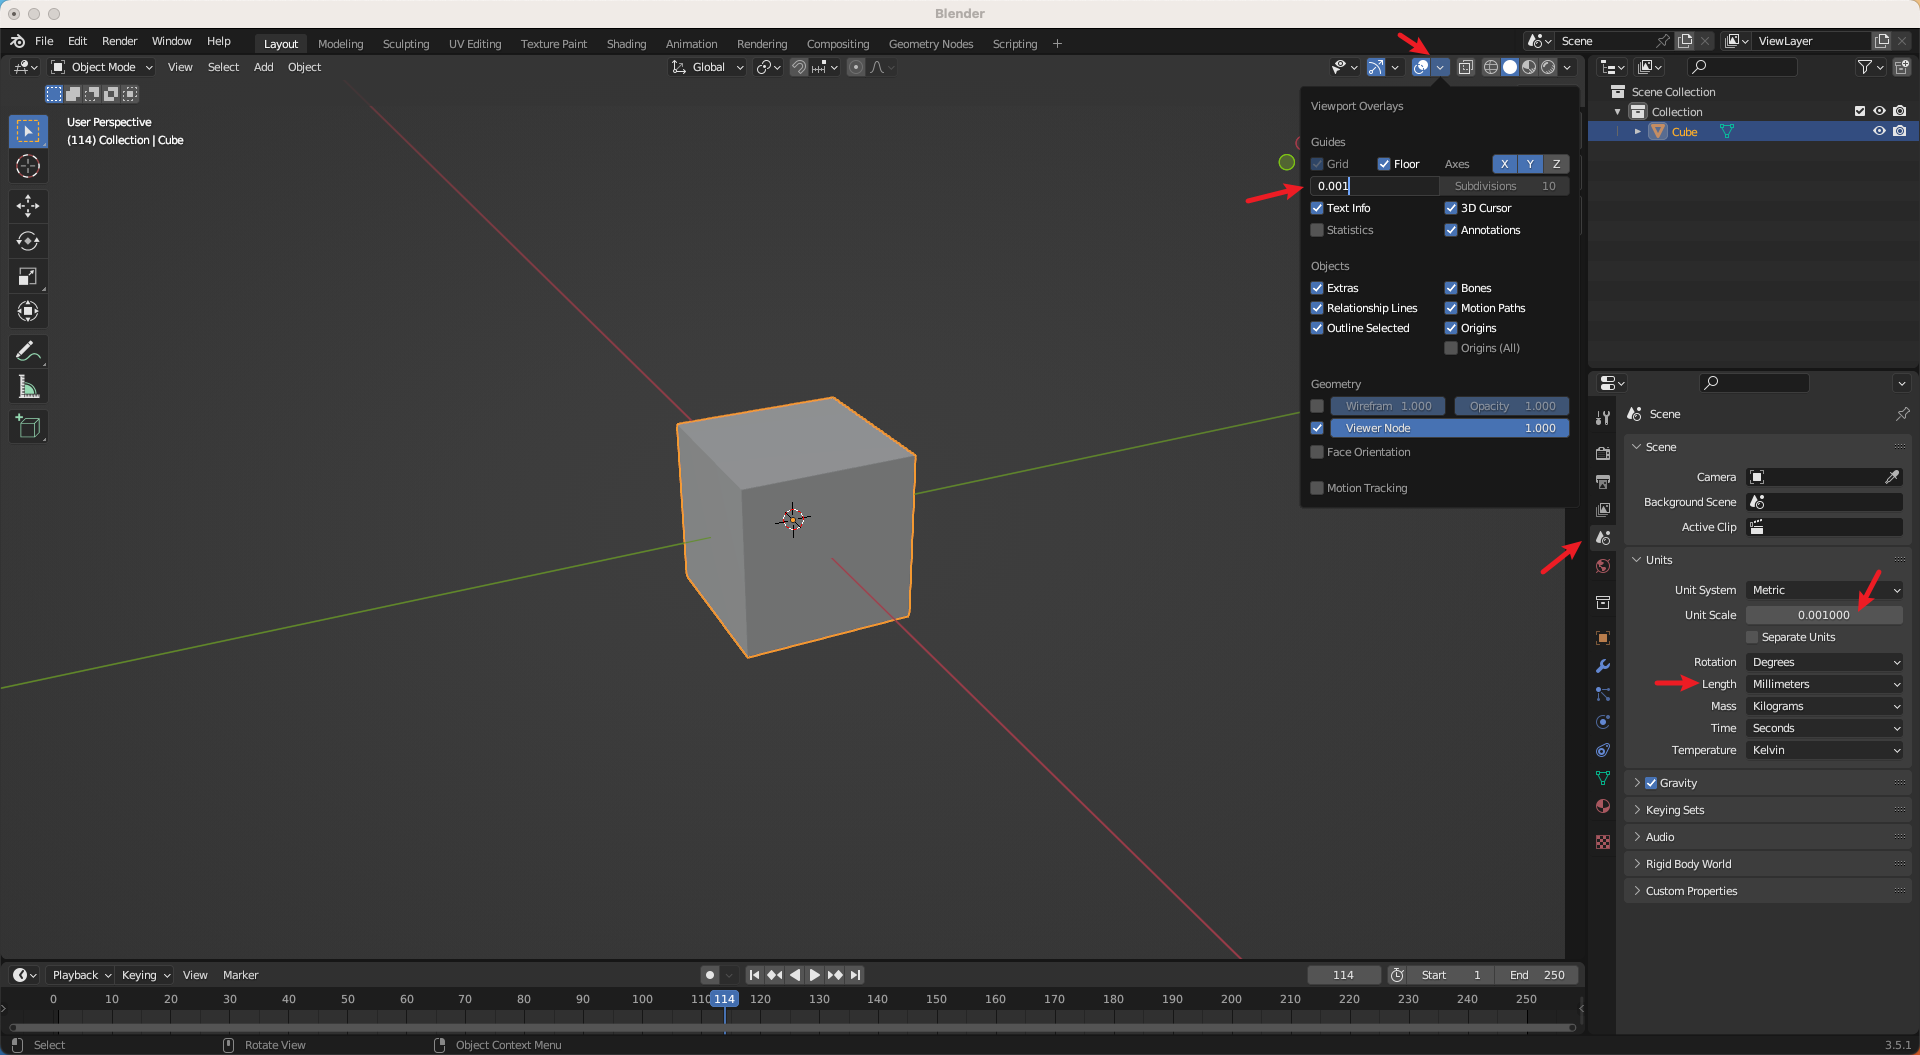 Blender
File Edit Render Window Help Layout Modeling Sculpting UV Editing Texture Paint Shading Animation Rendering Compositing Geometry Nodes Scripting + Scene ViewLayer
Object Mode View Select Add Object Global
User Perspective
(114) Collection | Cube
Viewport Overlays
Guides
Grid Floor Axes X Y Z
0.001 Subdivisions 10
Text Info 3D Cursor
Statistics Annotations
Objects
Extras Bones
Relationship Lines Motion Paths
Outline Selected Origins
Origins (All)
Geometry
Wirefram 1.000 Opacity 1.000
Viewer Node 1.000
Face Orientation
Motion Tracking
Scene Collection
Collection
Cube
Scene
Scene
Camera
Background Scene
Active Clip
Units
Unit System Metric
Unit Scale 0.001000
Separate Units
Rotation Degrees
Length Millimeters
Mass Kilograms
Time Seconds
Temperature Kelvin
Gravity
Keying Sets
Audio
Rigid Body World
Custom Properties
Playback Keying View Marker 114 Start 1 End 250
0 10 20 30 40 50 60 70 80 90 100 110 114 120 130 140 150 160 170 180 190 200 210 220 230 240 250
Select Rotate View Object Context Menu 3.5.1